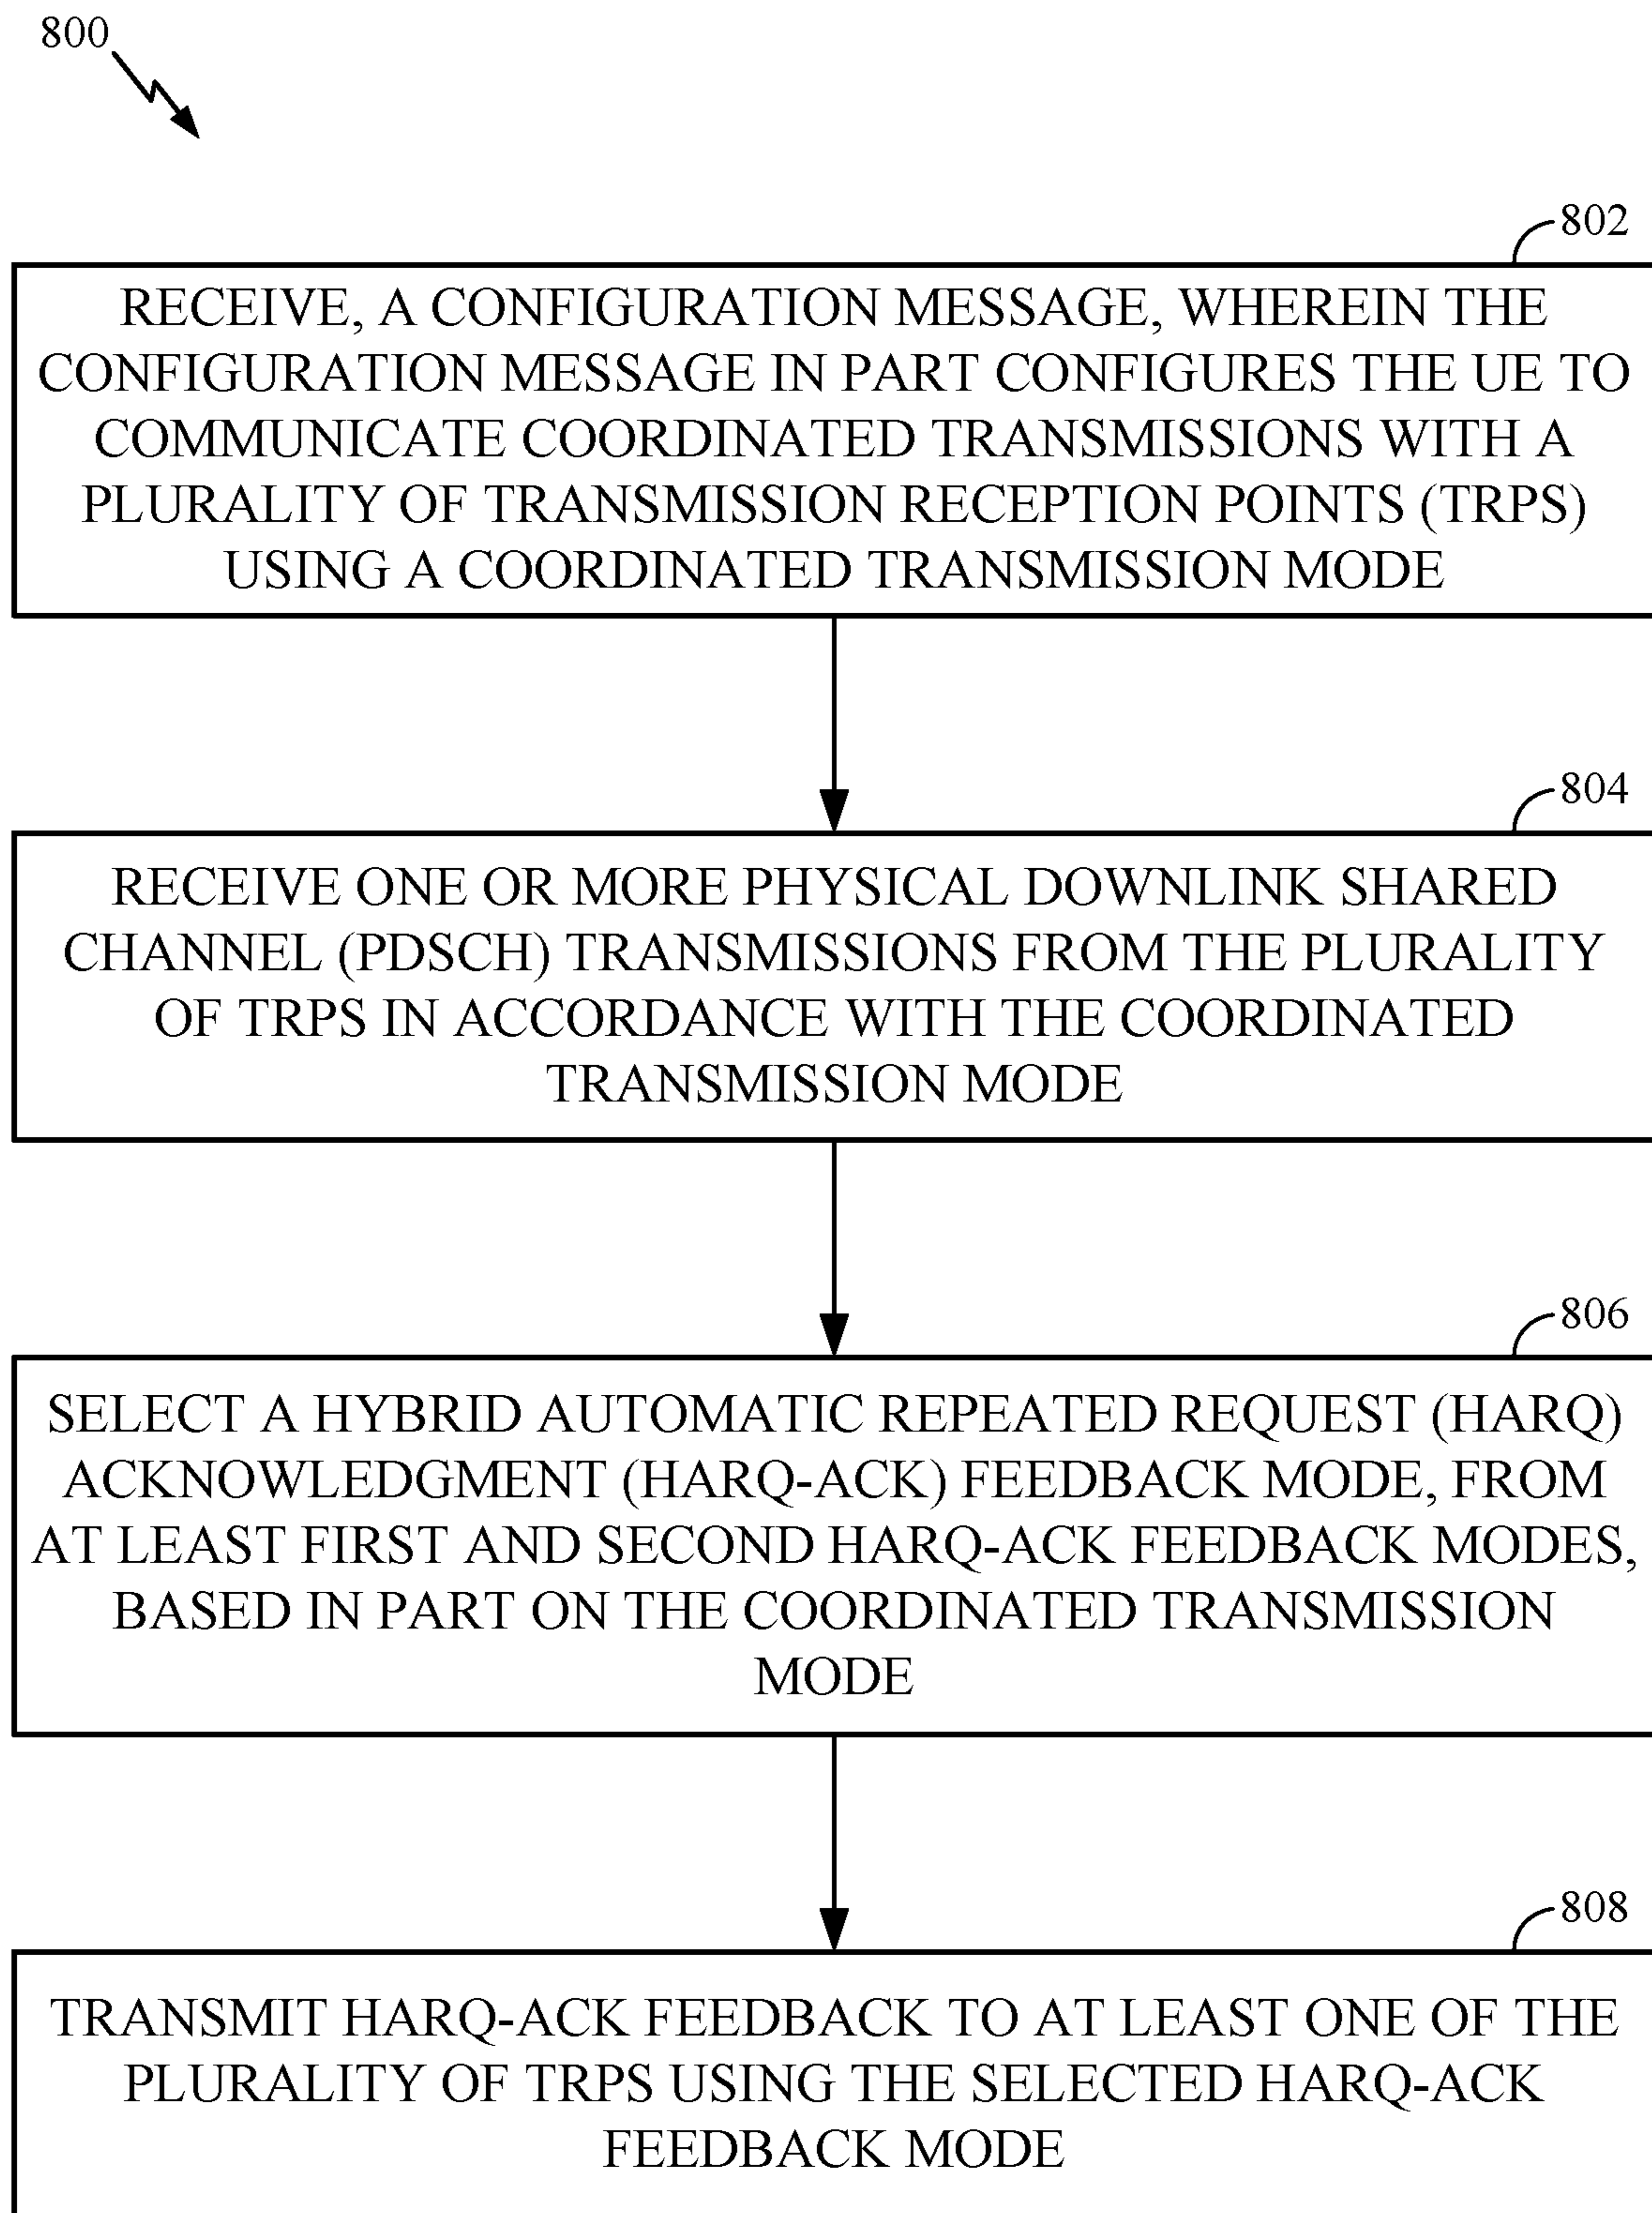 800
802
RECEIVE, A CONFIGURATION MESSAGE, WHEREIN THE
CONFIGURATION MESSAGE IN PART CONFIGURES THE UE TO
COMMUNICATE COORDINATED TRANSMISSIONS WITH A
PLURALITY OF TRANSMISSION RECEPTION POINTS (TRPS)
USING A COORDINATED TRANSMISSION MODE
804
RECEIVE ONE OR MORE PHYSICAL DOWNLINK SHARED
CHANNEL (PDSCH) TRANSMISSIONS FROM THE PLURALITY
OF TRPS IN ACCORDANCE WITH THE COORDINATED
TRANSMISSION MODE
806
SELECT A HYBRID AUTOMATIC REPEATED REQUEST (HARQ)
ACKNOWLEDGMENT (HARQ-ACK) FEEDBACK MODE, FROM
AT LEAST FIRST AND SECOND HARQ-ACK FEEDBACK MODES,
BASED IN PART ON THE COORDINATED TRANSMISSION
MODE
808
TRANSMIT HARQ-ACK FEEDBACK TO AT LEAST ONE OF THE
PLURALITY OF TRPS USING THE SELECTED HARQ-ACK
FEEDBACK MODE